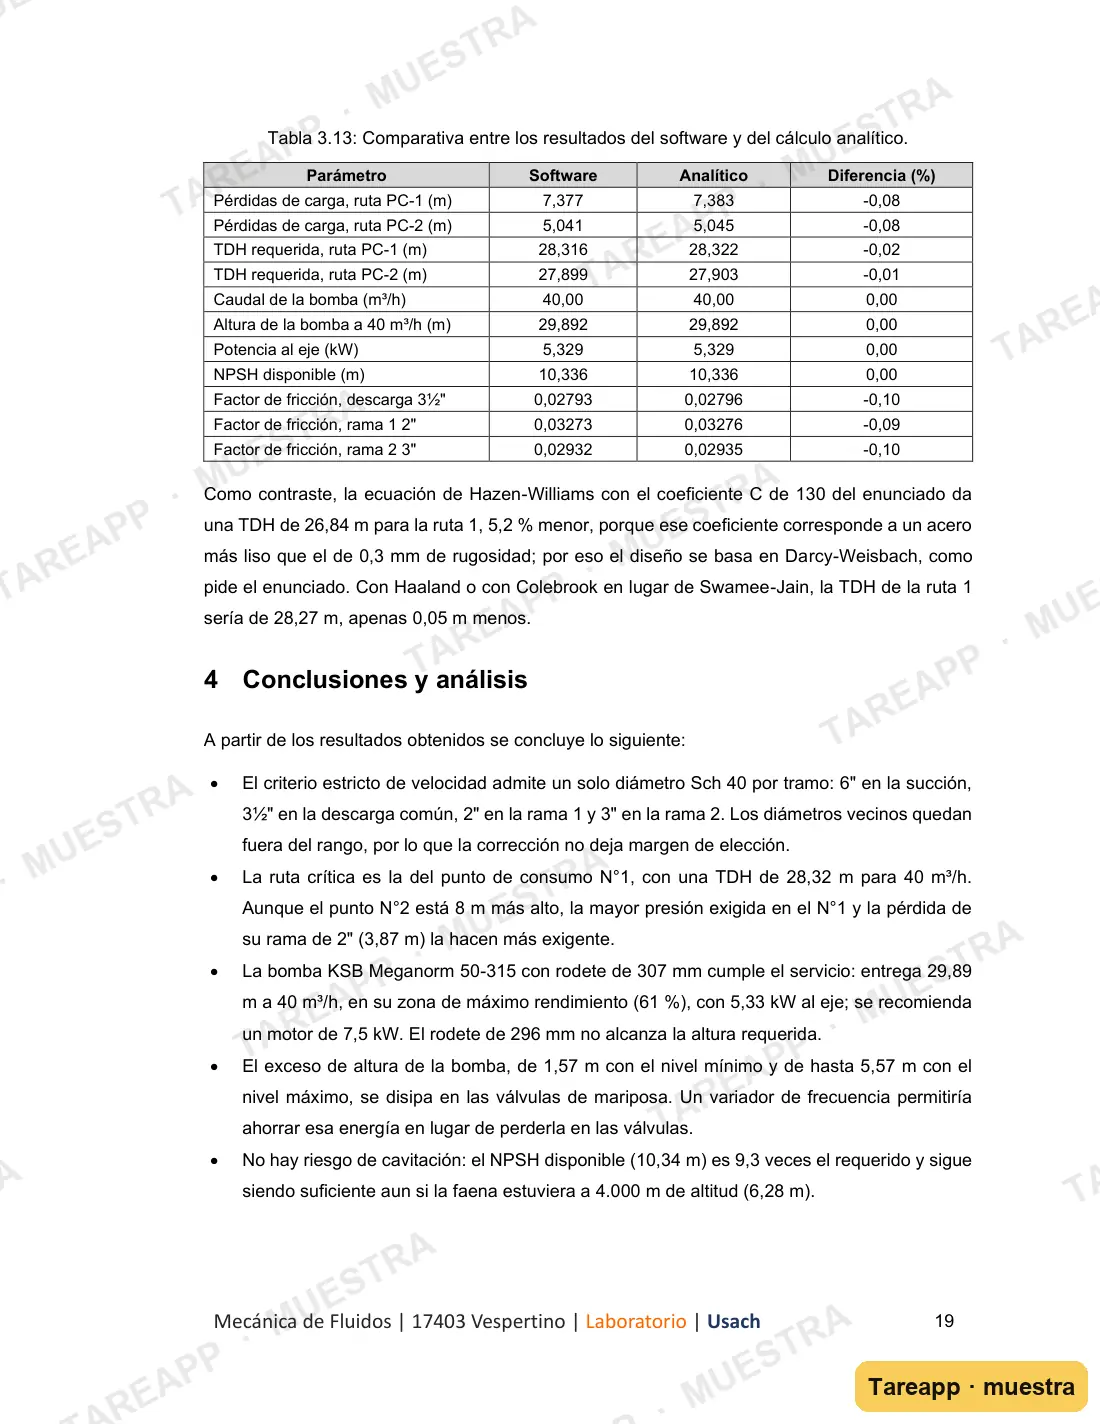 Tabla 3.13: Comparativa entre los resultados del software y del cálculo analítico.
Parámetro Software Analítico Diferencia (%)
Pérdidas de carga, ruta PC-1 (m) 7,377 7,383 -0,08
Pérdidas de carga, ruta PC-2 (m) 5,041 5,045 -0,08
TDH requerida, ruta PC-1 (m) 28,316 28,322 -0,02
TDH requerida, ruta PC-2 (m) 27,899 27,903 -0,01
Caudal de la bomba (m³/h) 40,00 40,00 0,00
Altura de la bomba a 40 m³/h (m) 29,892 29,892 0,00
Potencia al eje (kW) 5,329 5,329 0,00
NPSH disponible (m) 10,336 10,336 0,00
Factor de fricción, descarga 3½" 0,02793 0,02796 -0,10
Factor de fricción, rama 1 2" 0,03273 0,03276 -0,09
Factor de fricción, rama 2 3" 0,02932 0,02935 -0,10
Como contraste, la ecuación de Hazen-Williams con el coeficiente C de 130 del enunciado da
una TDH de 26,84 m para la ruta 1, 5,2 % menor, porque ese coeficiente corresponde a un acero
más liso que el de 0,3 mm de rugosidad; por eso el diseño se basa en Darcy-Weisbach, como
pide el enunciado. Con Haaland o con Colebrook en lugar de Swamee-Jain, la TDH de la ruta 1
sería de 28,27 m, apenas 0,05 m menos.
4 Conclusiones y análisis
A partir de los resultados obtenidos se concluye lo siguiente:
• El criterio estricto de velocidad admite un solo diámetro Sch 40 por tramo: 6" en la succión,
3½" en la descarga común, 2" en la rama 1 y 3" en la rama 2. Los diámetros vecinos quedan
fuera del rango, por lo que la corrección no deja margen de elección.
• La ruta crítica es la del punto de consumo N°1, con una TDH de 28,32 m para 40 m³/h.
Aunque el punto N°2 está 8 m más alto, la mayor presión exigida en el N°1 y la pérdida de
su rama de 2" (3,87 m) la hacen más exigente.
• La bomba KSB Meganorm 50-315 con rodete de 307 mm cumple el servicio: entrega 29,89
m a 40 m³/h, en su zona de máximo rendimiento (61 %), con 5,33 kW al eje; se recomienda
un motor de 7,5 kW. El rodete de 296 mm no alcanza la altura requerida.
• El exceso de altura de la bomba, de 1,57 m con el nivel mínimo y de hasta 5,57 m con el
nivel máximo, se disipa en las válvulas de mariposa. Un variador de frecuencia permitiría
ahorrar esa energía en lugar de perderla en las válvulas.
• No hay riesgo de cavitación: el NPSH disponible (10,34 m) es 9,3 veces el requerido y sigue
siendo suficiente aun si la faena estuviera a 4.000 m de altitud (6,28 m).
Mecánica de Fluidos | 17403 Vespertino | Laboratorio | Usach 19
Tareapp · muestra
TAREAPP · MUESTRA